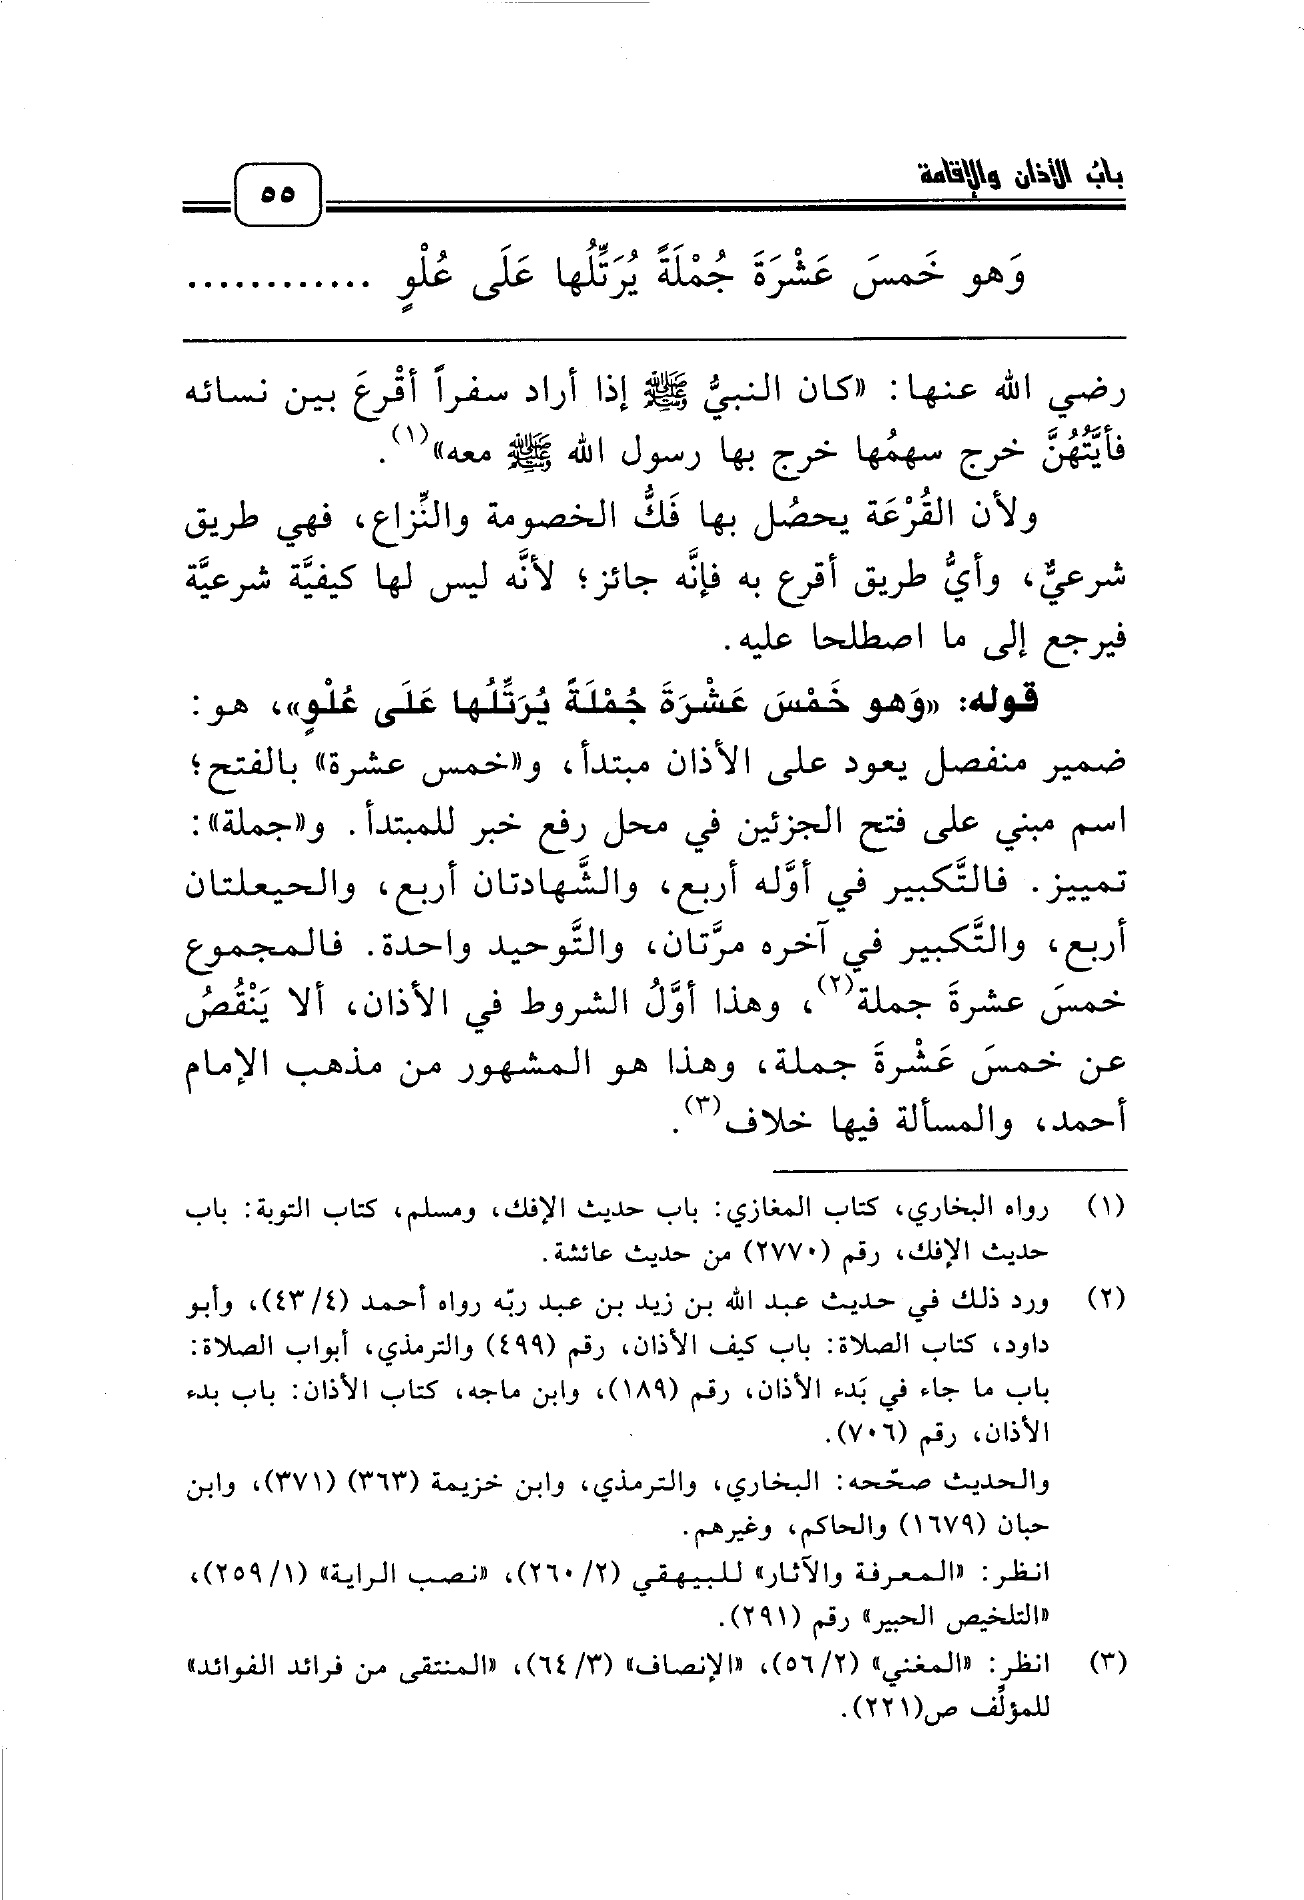 بابُ الأذان والإقامة
٥٥
وَهو خَمسَ عَشْرَةَ جُمْلَةً يُرَتِّلُها عَلَى عُلْوٍ ............
رضي الله عنها: «كان النبيُّ ﷺ إذا أراد سفراً أقْرعَ بين نسائه
فأيَّتُهُنَّ خرج سهمُها خرج بها رسول الله ﷺ معه»(١).
ولأن القُرْعَة يحصُل بها فَكُّ الخصومة والنِّزاع، فهي طريق
شرعيٌّ، وأيُّ طريق أقرع به فإنَّه جائز؛ لأنَّه ليس لها كيفيَّة شرعيَّة
فيرجع إلى ما اصطلحا عليه.
قوله: «وَهو خَمْسَ عَشْرَةَ جُمْلَةً يُرَتِّلُها عَلَى عُلْوٍ»، هو:
ضمير منفصل يعود على الأذان مبتدأ، و«خمس عشرة» بالفتح؛
اسم مبني على فتح الجزئين في محل رفع خبر للمبتدأ. و«جملة»:
تمييز. فالتَّكبير في أوَّله أربع، والشَّهادتان أربع، والحيعلتان
أربع، والتَّكبير في آخره مرَّتان، والتَّوحيد واحدة. فالمجموع
خمسَ عشرةَ جملة(٢)، وهذا أوَّلُ الشروط في الأذان، ألا يَنْقُصُ
عن خمسَ عَشْرةَ جملة، وهذا هو المشهور من مذهب الإمام
أحمد، والمسألة فيها خلاف(٣).
(١) رواه البخاري، كتاب المغازي: باب حديث الإفك، ومسلم، كتاب التوبة: باب
حديث الإفك، رقم (٢٧٧٠) من حديث عائشة.
(٢) ورد ذلك في حديث عبد الله بن زيد بن عبد ربّه رواه أحمد (٤٣/٤)، وأبو
داود، كتاب الصلاة: باب كيف الأذان، رقم (٤٩٩) والترمذي، أبواب الصلاة:
باب ما جاء في بَدء الأذان، رقم (١٨٩)، وابن ماجه، كتاب الأذان: باب بدء
الأذان، رقم (٧٠٦).
والحديث صحّحه: البخاري، والترمذي، وابن خزيمة (٣٦٣) (٣٧١)، وابن
حبان (١٦٧٩) والحاكم، وغيرهم.
انظر: «المعرفة والآثار» للبيهقي (٢٦٠/٢)، «نصب الراية» (٢٥٩/١)،
«التلخيص الحبير» رقم (٢٩١).
(٣) انظر: «المغني» (٥٦/٢)، «الإنصاف» (٦٤/٣)، «المنتقى من فرائد الفوائد»
للمؤلِّف ص(٢٢١).